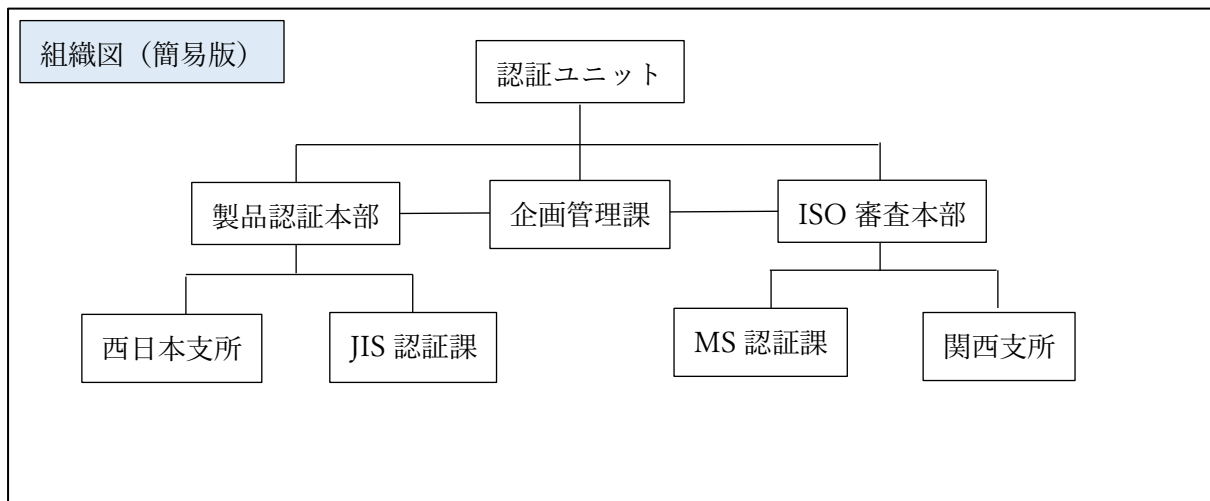 組織図（簡易版）
認証ユニット
製品認証本部
企画管理課
ISO 審査本部
西日本支所
JIS 認証課
MS 認証課
関西支所